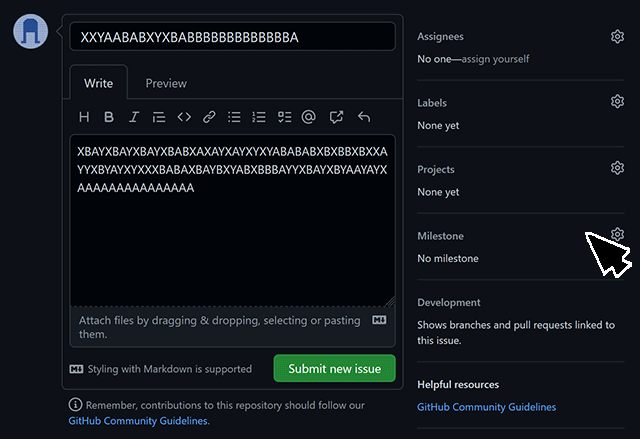 XXYAABABXYXBABBBBBBBBBBBBBA
Write
Preview
XBAYXBAYXBAYXBABXAXAYXAYXYXYABABABXBXBBXBXXA
YYXBYAYXYXXXBABAXBAYBXYABXBBBAYYXBAYXBYAAYAYX
AAAAAAAAAAAAAAAA
Attach files by dragging & dropping, selecting or pasting
them.
Styling with Markdown is supported
Submit new issue
Remember, contributions to this repository should follow our
GitHub Community Guidelines.
Assignees
No one—assign yourself
Labels
None yet
Projects
None yet
Milestone
No milestone
Development
Shows branches and pull requests linked to
this issue.
Helpful resources
GitHub Community Guidelines